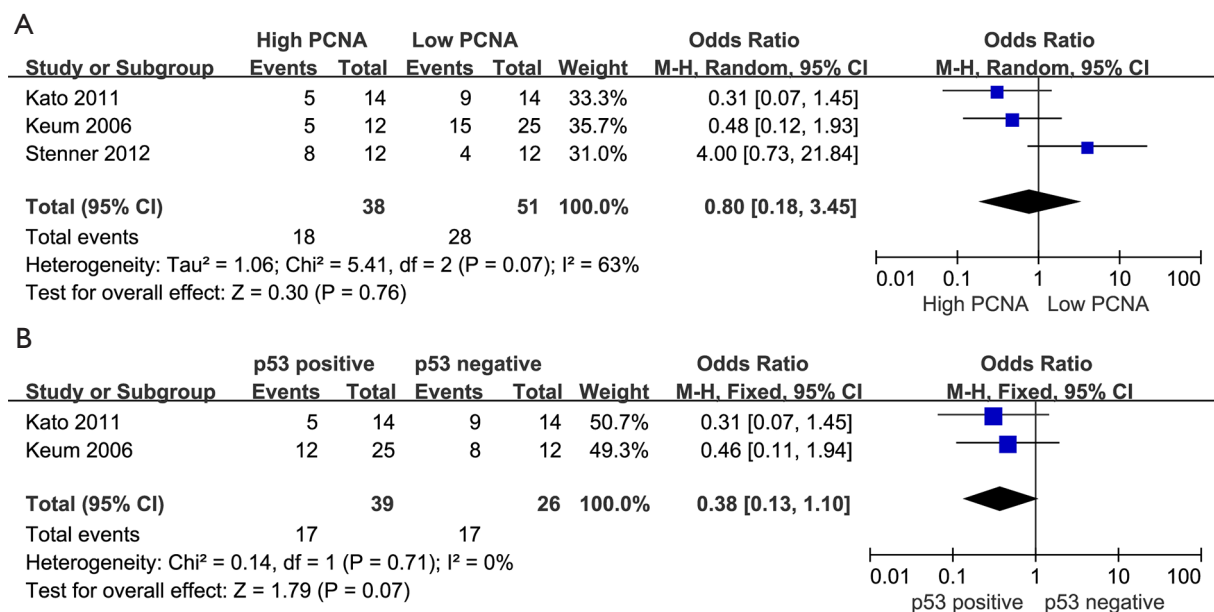 A
High PCNA Low PCNA Odds Ratio Odds Ratio
Study or Subgroup Events Total Events Total Weight M-H, Random, 95% CI M-H, Random, 95% CI
Kato 2011 5 14 9 14 33.3% 0.31 [0.07, 1.45]
Keum 2006 5 12 15 25 35.7% 0.48 [0.12, 1.93]
Stenner 2012 8 12 4 12 31.0% 4.00 [0.73, 21.84]
Total (95% CI) 38 51 100.0% 0.80 [0.18, 3.45]
Total events 18 28
Heterogeneity: Tau² = 1.06; Chi² = 5.41, df = 2 (P = 0.07); I² = 63%
Test for overall effect: Z = 0.30 (P = 0.76)
0.01 0.1 1 10 100
High PCNA Low PCNA
B
p53 positive p53 negative Odds Ratio Odds Ratio
Study or Subgroup Events Total Events Total Weight M-H, Fixed, 95% CI M-H, Fixed, 95% CI
Kato 2011 5 14 9 14 50.7% 0.31 [0.07, 1.45]
Keum 2006 12 25 8 12 49.3% 0.46 [0.11, 1.94]
Total (95% CI) 39 26 100.0% 0.38 [0.13, 1.10]
Total events 17 17
Heterogeneity: Chi² = 0.14, df = 1 (P = 0.71); I² = 0%
Test for overall effect: Z = 1.79 (P = 0.07)
0.01 0.1 1 10 100
p53 positive p53 negative